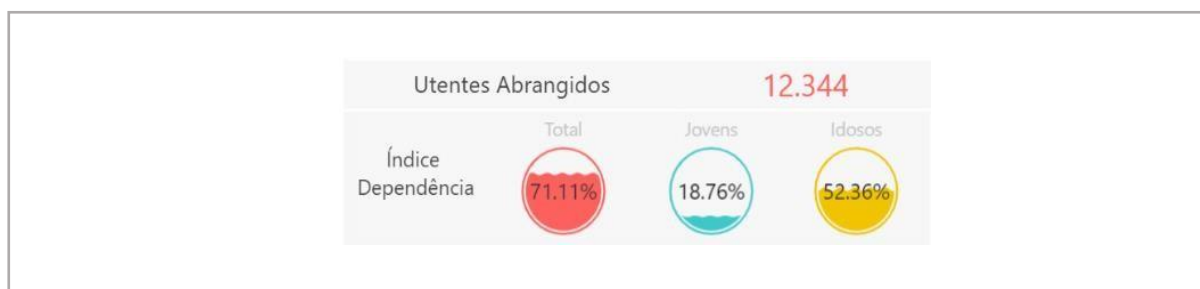 Utentes Abrangidos 12.344
Total Jovens Idosos
Índice
Dependência
71.11% 18.76% 52.36%